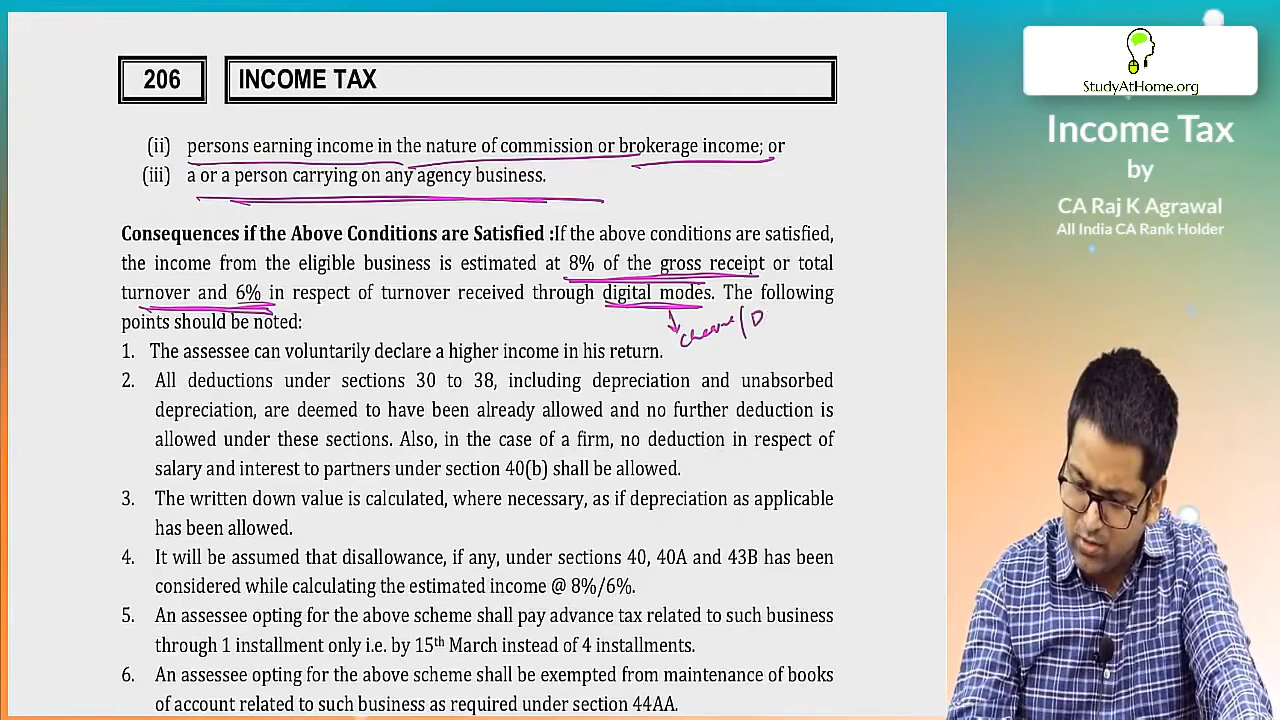 206
INCOME TAX
(ii) persons earning income in the nature of commission or brokerage income; or
(iii) a or a person carrying on any agency business.
Consequences if the Above Conditions are Satisfied :If the above conditions are satisfied,
the income from the eligible business is estimated at 8% of the gross receipt or total
turnover and 6% in respect of turnover received through digital modes. The following
points should be noted:
1. The assessee can voluntarily declare a higher income in his return.
2. All deductions under sections 30 to 38, including depreciation and unabsorbed
depreciation, are deemed to have been already allowed and no further deduction is
allowed under these sections. Also, in the case of a firm, no deduction in respect of
salary and interest to partners under section 40(b) shall be allowed.
3. The written down value is calculated, where necessary, as if depreciation as applicable
has been allowed.
4. It will be assumed that disallowance, if any, under sections 40, 40A and 43B has been
considered while calculating the estimated income @ 8%/6%.
5. An assessee opting for the above scheme shall pay advance tax related to such business
through 1 installment only i.e. by 15th March instead of 4 installments.
6. An assessee opting for the above scheme shall be exempted from maintenance of books
of account related to such business as required under section 44AA.
StudyAtHome.org
Income Tax
by
CA Raj K Agrawal
All India CA Rank Holder